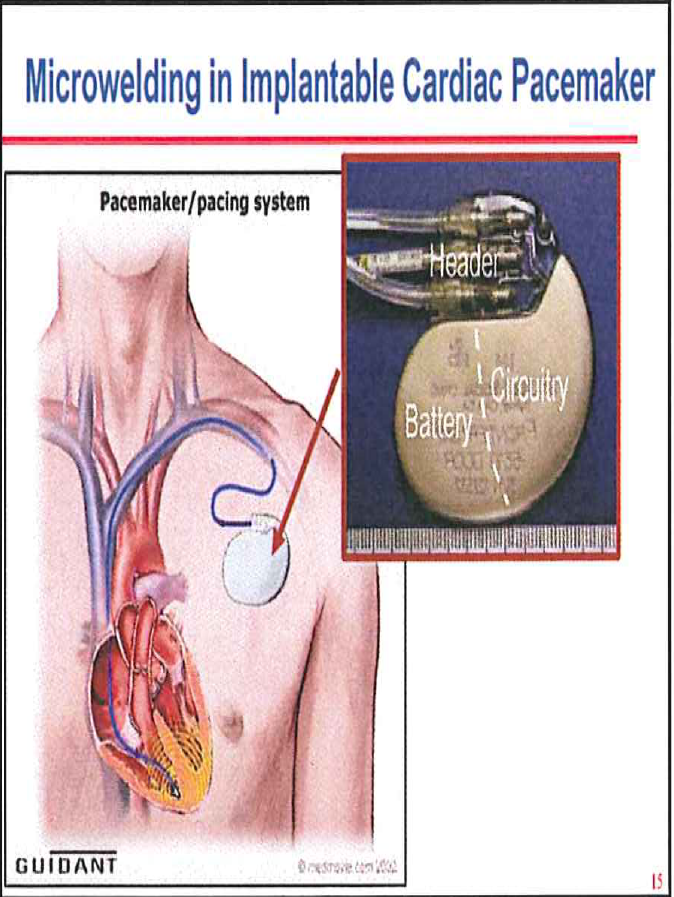 Microwelding in Implantable Cardiac Pacemaker
Pacemaker/pacing system
Header
Circuitry
Battery
GUIDANT
© medmovie.com 2002
15